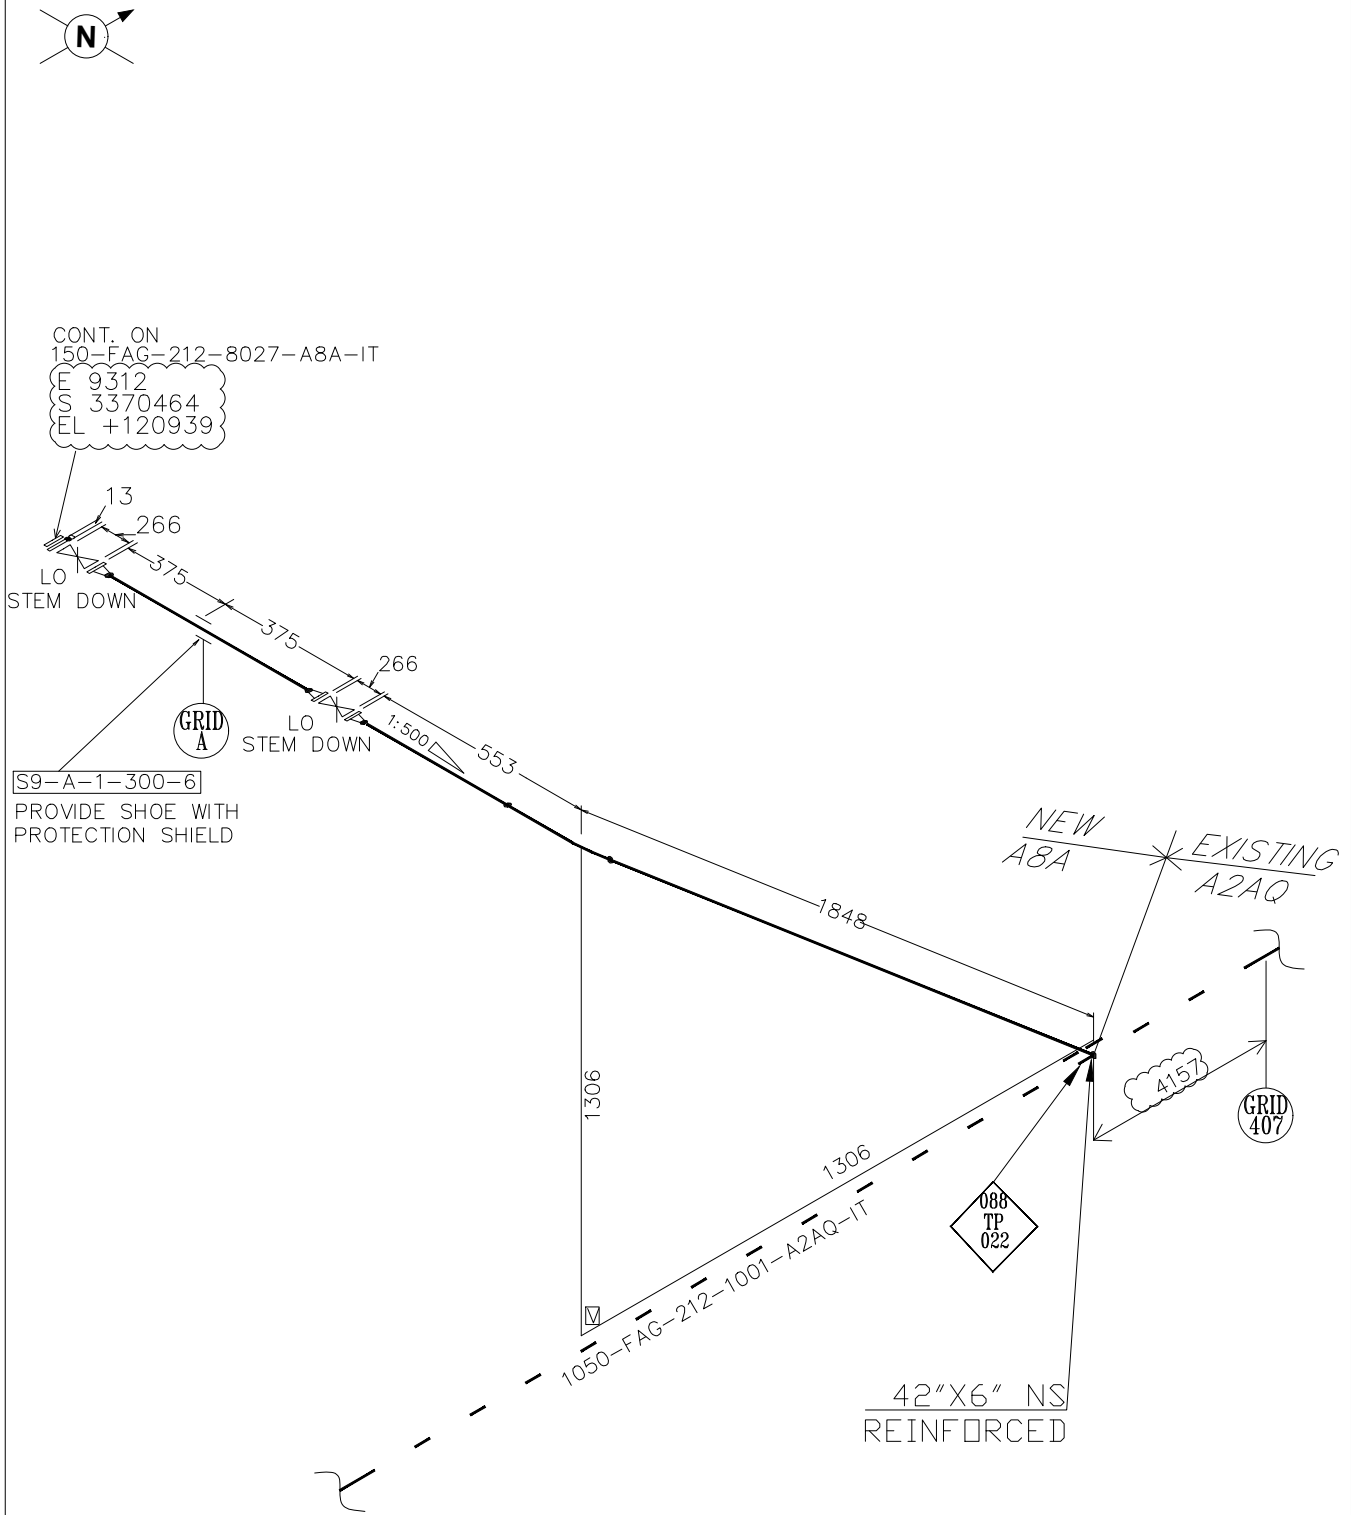 N
CONT. ON
150-FAG-212-8027-A8A-IT
E 9312
S 3370464
EL +120939
13
266
375
LO
STEM DOWN
375
266
GRID
A
LO
STEM DOWN
1:500
553
S9-A-1-300-6
PROVIDE SHOE WITH
PROTECTION SHIELD
NEW
A8A
EXISTING
A2AQ
1848
1306
4157
GRID
407
1306
088
TP
022
V
1050-FAG-212-1001-A2AQ-IT
42"X6" NS
REINFORCED